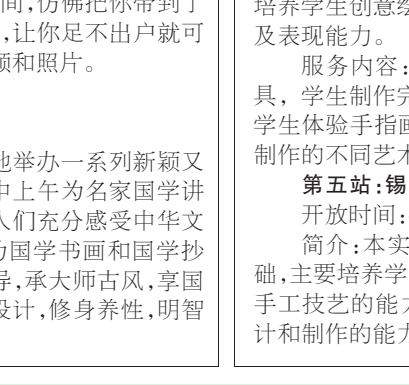 间,仿佛把你带到了
,让你足不出户就可
频和照片。
他举办一系列新颖又
中上午为名家国学讲
人们充分感受中华文
国学书画和国学抄
导,承大师古风,享国
设计,修身养性,明智
培养学生创意绘
及表现能力。
服务内容:
具,学生制作完
学生体验手指画
制作的不同艺术
第五站:锡
开放时间:
简介:本实
础,主要培养学
手工技艺的能力
计和制作的能力